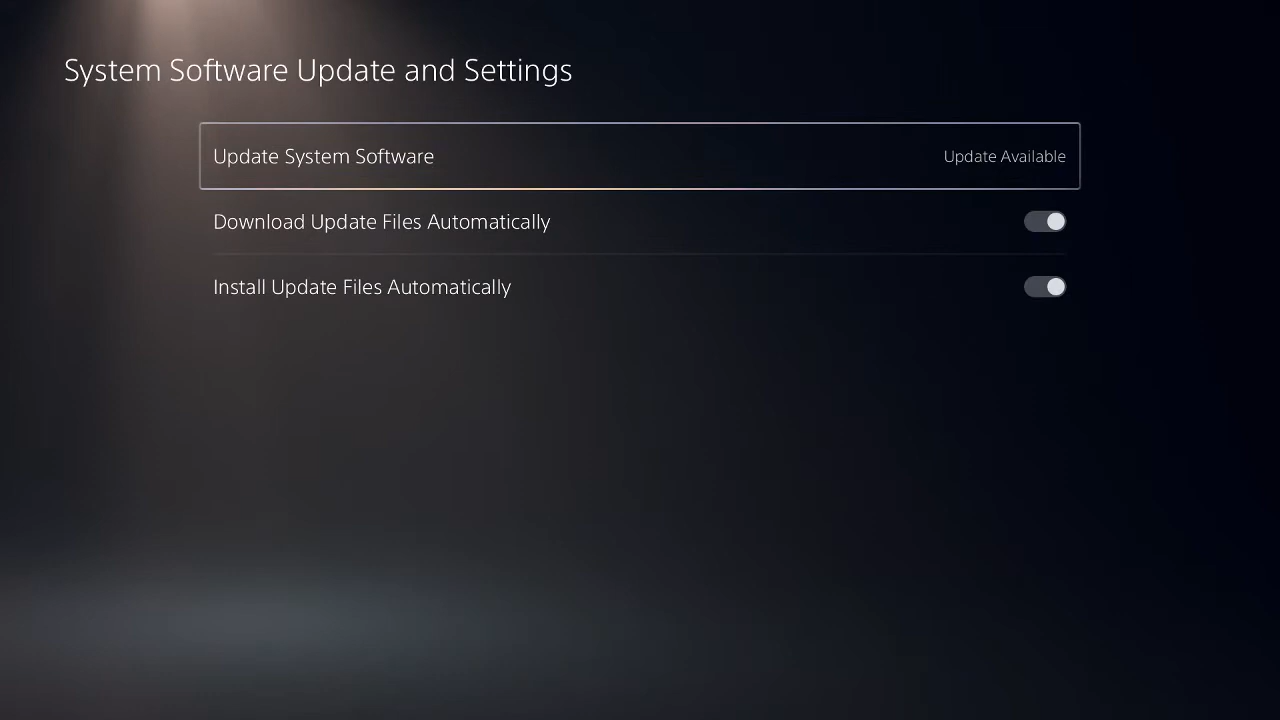 System Software Update and Settings
Update System Software Update Available
Download Update Files Automatically
Install Update Files Automatically